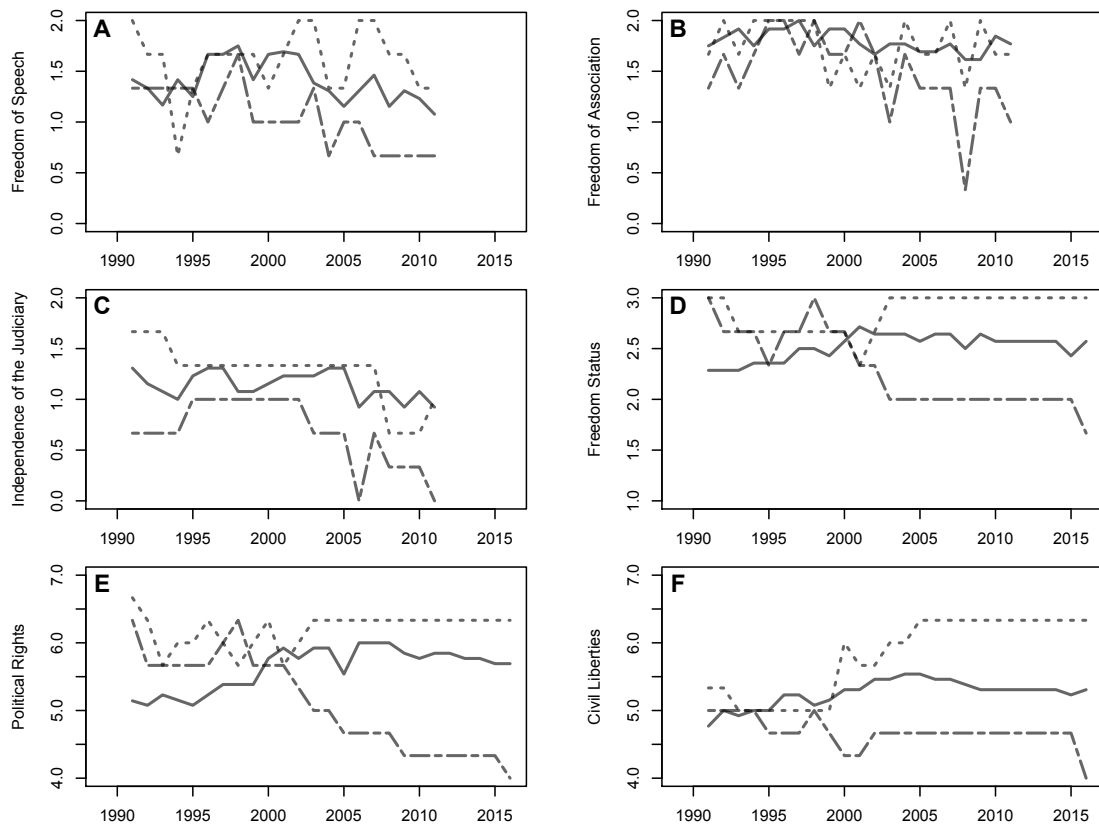 A
Freedom of Speech
0.0 0.5 1.0 1.5 2.0
1990 1995 2000 2005 2010 2015
B
Freedom of Association
0.0 0.5 1.0 1.5 2.0
1990 1995 2000 2005 2010 2015
C
Independence of the Judiciary
0.0 0.5 1.0 1.5 2.0
1990 1995 2000 2005 2010 2015
D
Freedom Status
1.0 1.5 2.0 2.5 3.0
1990 1995 2000 2005 2010 2015
E
Political Rights
4.0 5.0 6.0 7.0
1990 1995 2000 2005 2010 2015
F
Civil Liberties
4.0 5.0 6.0 7.0
1990 1995 2000 2005 2010 2015